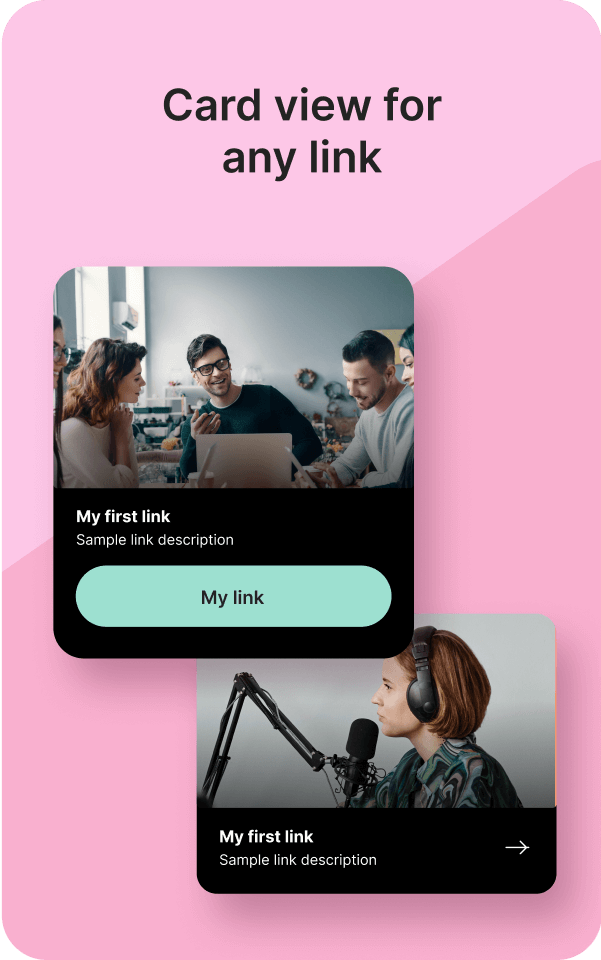 Card view for
any link
My first link
Sample link description
My link
My first link
Sample link description